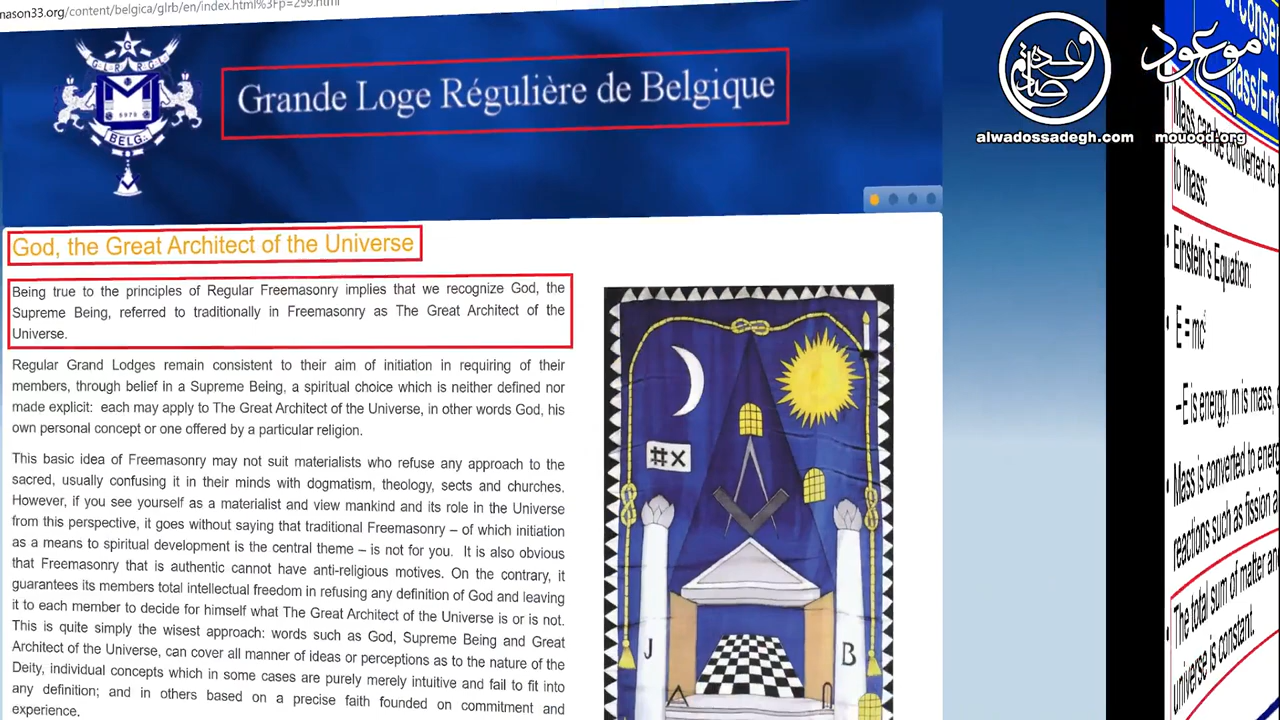 mason33.org/content/belgica/glrb/en/index.html%3Fp=299.html
G
G L R B R G L B
BELG.
Grande Loge Régulière de Belgique
وعده صادق
موعود
alwadossadegh.com
mouood.org
God, the Great Architect of the Universe
Being true to the principles of Regular Freemasonry implies that we recognize God, the
Supreme Being, referred to traditionally in Freemasonry as The Great Architect of the
Universe.
Regular Grand Lodges remain consistent to their aim of initiation in requiring of their
members, through belief in a Supreme Being, a spiritual choice which is neither defined nor
made explicit: each may apply to The Great Architect of the Universe, in other words God, his
own personal concept or one offered by a particular religion.
This basic idea of Freemasonry may not suit materialists who refuse any approach to the
sacred, usually confusing it in their minds with dogmatism, theology, sects and churches.
However, if you see yourself as a materialist and view mankind and its role in the Universe
from this perspective, it goes without saying that traditional Freemasonry – of which initiation
as a means to spiritual development is the central theme – is not for you. It is also obvious
that Freemasonry that is authentic cannot have anti-religious motives. On the contrary, it
guarantees its members total intellectual freedom in refusing any definition of God and leaving
it to each member to decide for himself what The Great Architect of the Universe is or is not.
This is quite simply the wisest approach: words such as God, Supreme Being and Great
Architect of the Universe, can cover all manner of ideas or perceptions as to the nature of the
Deity, individual concepts which in some cases are purely merely intuitive and fail to fit into
any definition; and in others based on a precise faith founded on commitment and
experience.
J
B
Mass/En
Mass can be converted to
to mass:
• Einstein's Equation:
E = mc²
–E is energy, m is mass,
• Mass is converted to energy
reactions such as fission
• The total sum of matter
universe is constant.